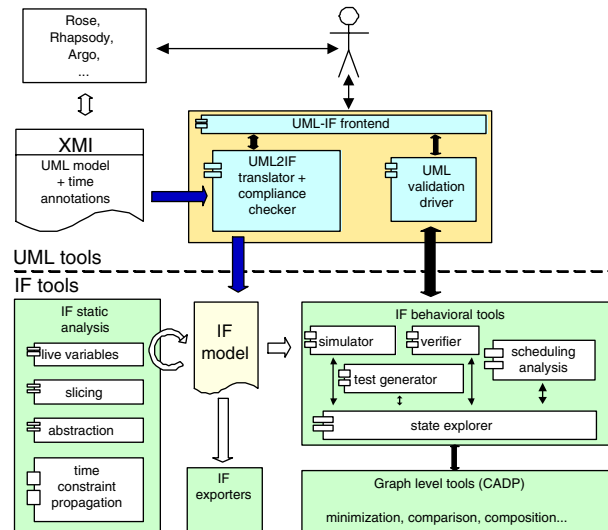 Rose,
Rhapsody,
Argo,
...
XMI
UML model
+ time
annotations
UML-IF frontend
UML2IF
translator +
compliance
checker
UML
validation
driver
UML tools
IF tools
IF static
analysis
live variables
slicing
abstraction
time
constraint
propagation
IF
model
IF
exporters
IF behavioral tools
simulator
verifier
test generator
scheduling
analysis
state explorer
Graph level tools (CADP)
minimization, comparison, composition...